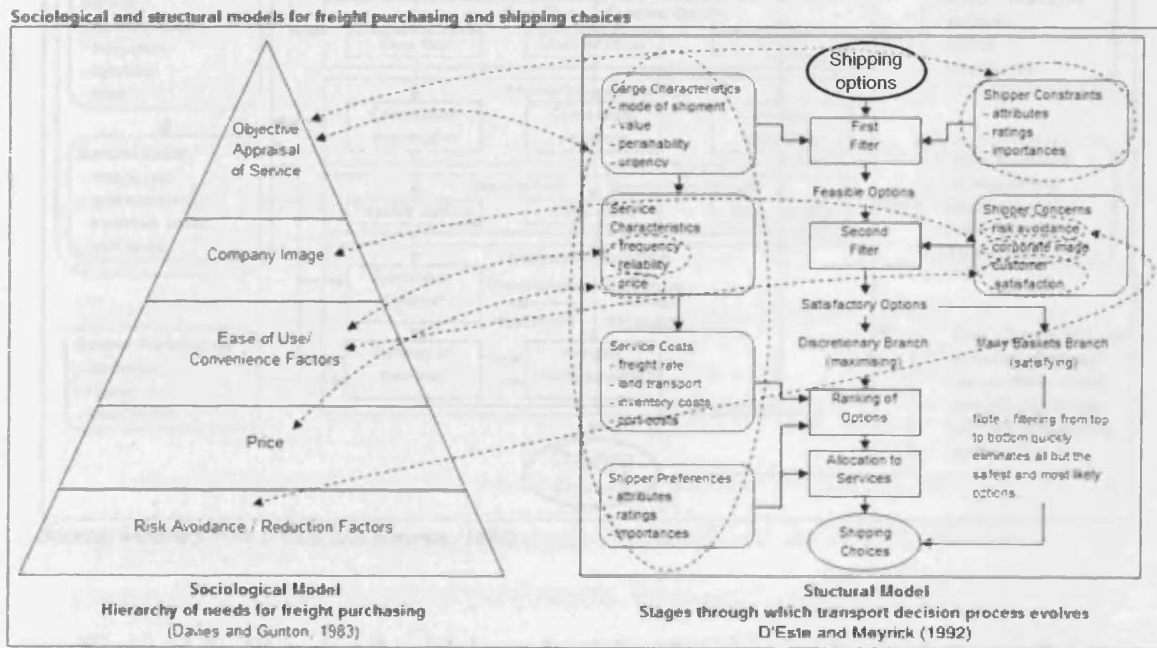 Sociological and structural models for freight purchasing and shipping choices
Objective
Appraisal
of Service
Company Image
Ease of Use/
Convenience Factors
Price
Risk Avoidance / Reduction Factors
Sociological Model
Hierarchy of needs for freight purchasing
(Davies and Gunton, 1983)
Shipping
options
Cargo Characteristics
- mode of shipment
- value
- perishability
- urgency
First
Filter
Shipper Constraints
- attributes
- ratings
- importances
Feasible Options
Service
Characteristics
- frequency
- reliability
- price
Second
Filter
Shipper Concerns
- risk avoidance
- corporate image
- customer
satisfaction
Satisfactory Options
Service Costs
- freight rate
- land transport
- inventory costs
- port costs
Discretionary Branch
(maximising)
Many Baskets Branch
(satisfying)
Ranking of
Options
Note - filtering from top
to bottom quickly
eliminates all but the
safest and most likely
options.
Allocation to
Services
Shipper Preferences
- attributes
- ratings
- importances
Shipping
Choices
Stuctural Model
Stages through which transport decision process evolves
D'Este and Meyrick (1992)